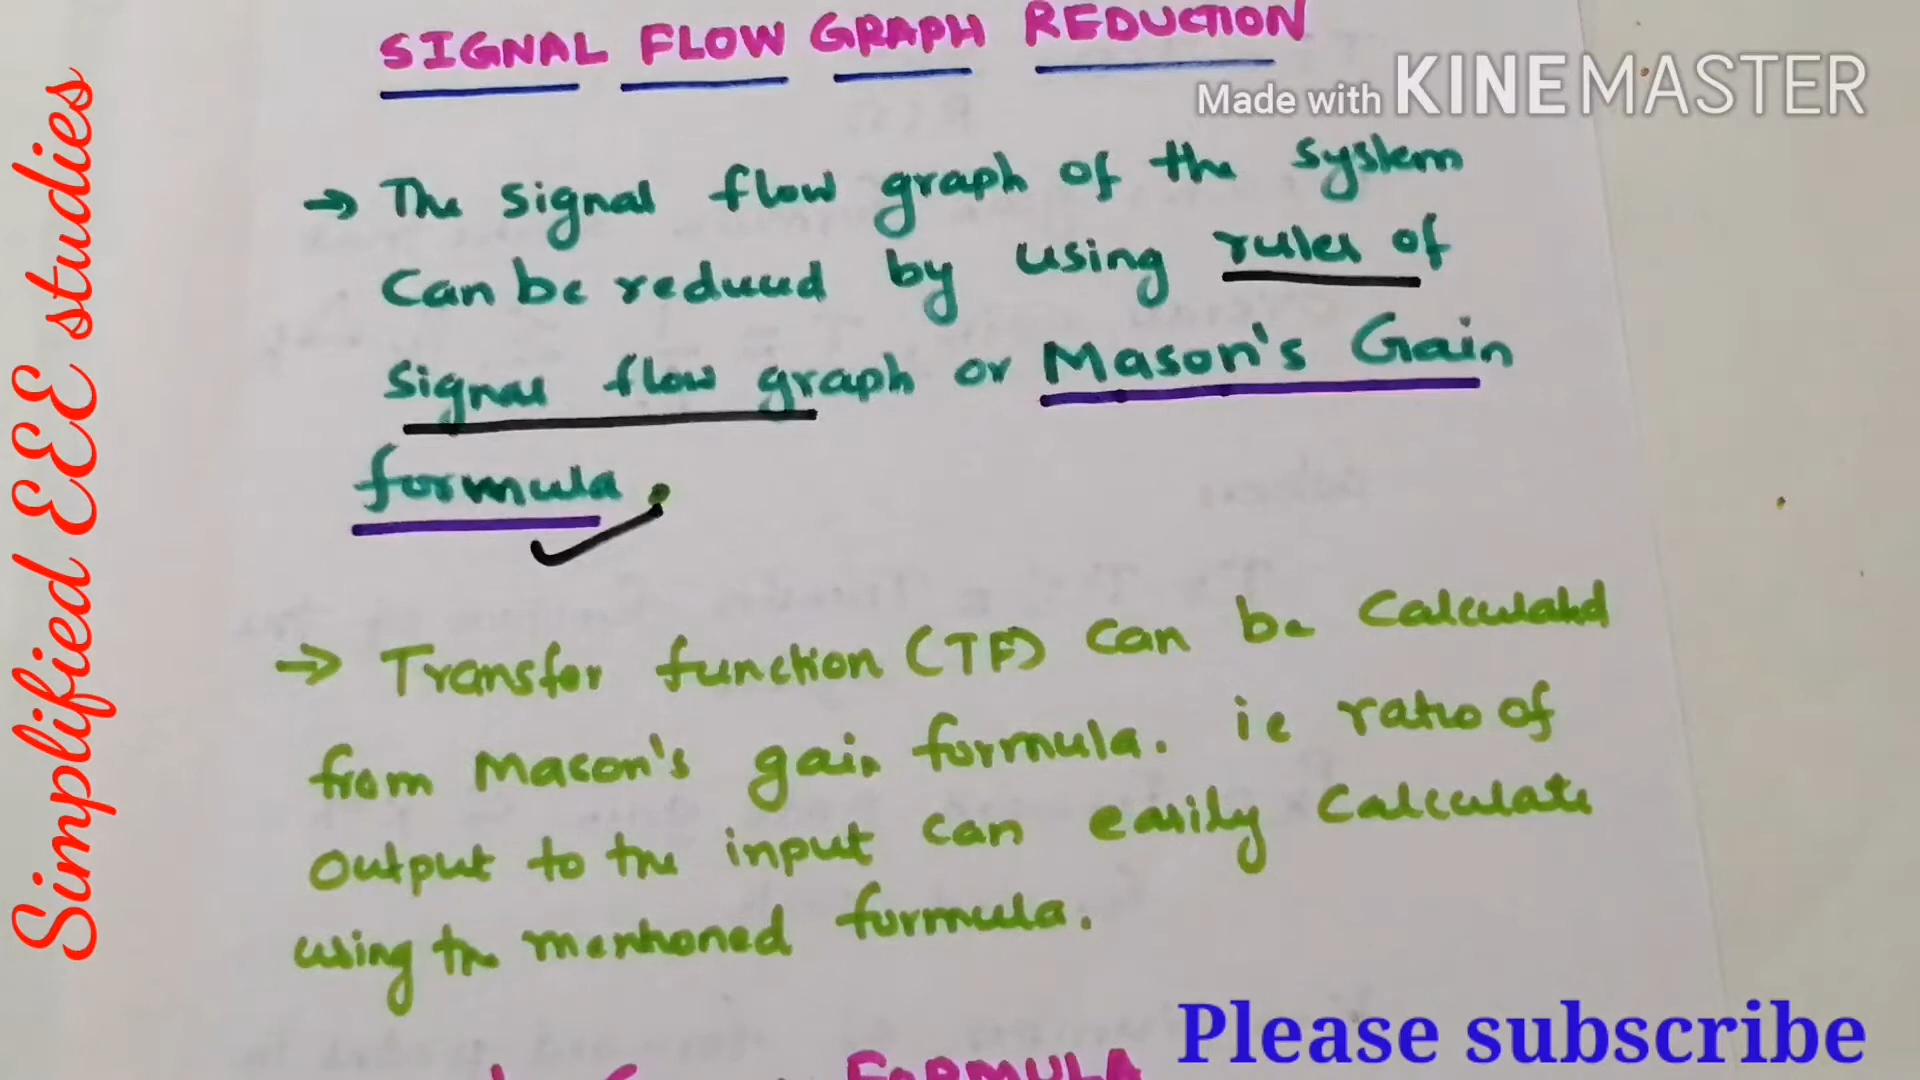 SIGNAL FLOW GRAPH REDUCTION
Made with KINEMASTER
→ The signal flow graph of the system
Can be reduced by using rules of
signal flow graph or Mason's Gain
formula.
→ Transfer function (TF) can be calculated
from Mason's gain formula. ie ratio of
output to the input can easily calculate
using the mentioned formula.
FORMULA
Simplified EEE studies
Please subscribe